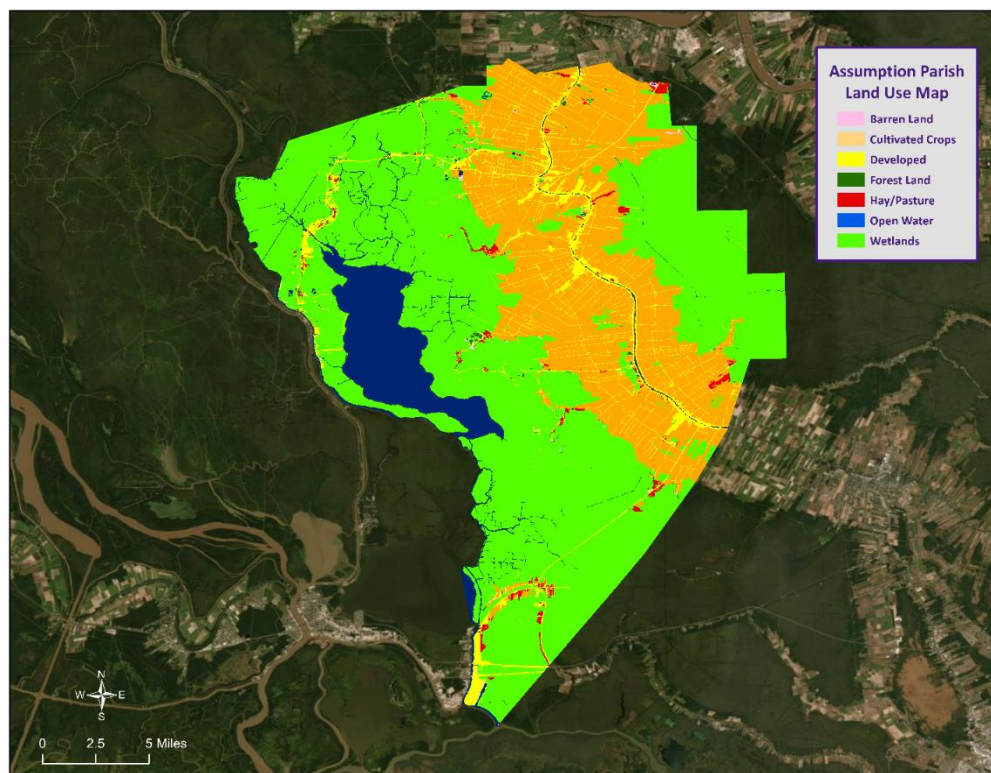 Assumption Parish
Land Use Map
Barren Land
Cultivated Crops
Developed
Forest Land
Hay/Pasture
Open Water
Wetlands
N
W E
S
0 2.5 5 Miles